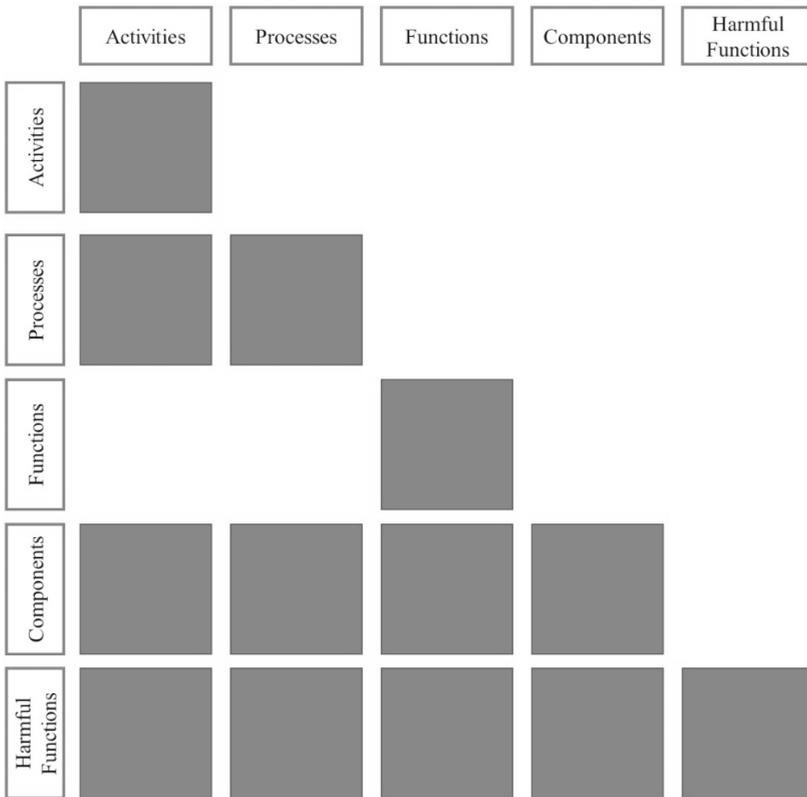 Activities
Processes
Functions
Components
Harmful
Functions
Activities
Processes
Functions
Components
Harmful
Functions